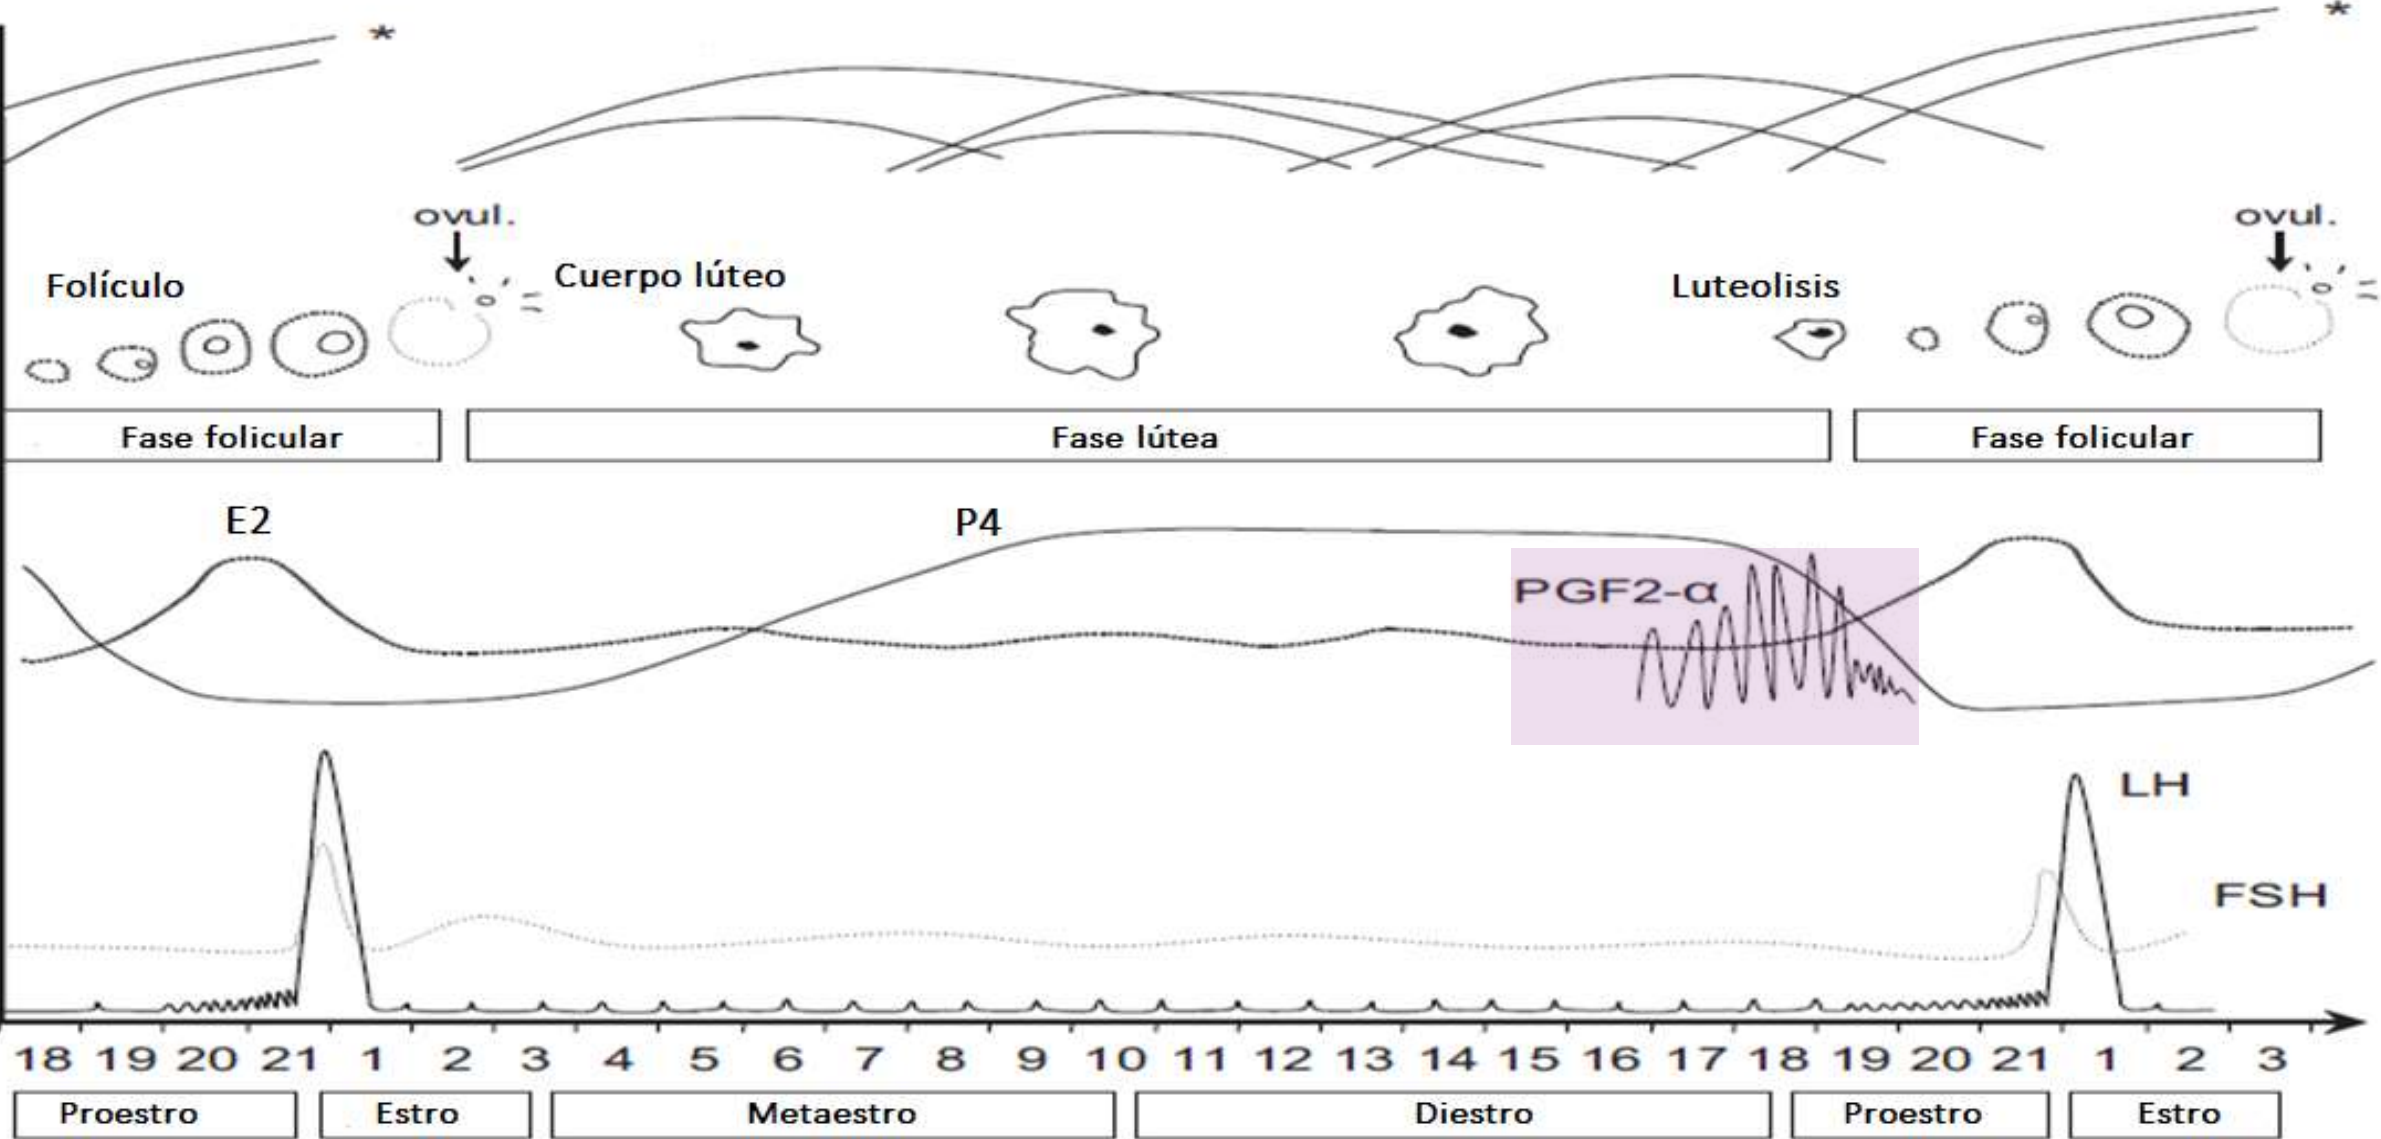 *
*
ovul.
ovul.
Folículo
Cuerpo lúteo
Luteolisis
Fase folicular
Fase lútea
Fase folicular
E2
P4
PGF2-α
LH
FSH
18 19 20 21 1 2 3 4 5 6 7 8 9 10 11 12 13 14 15 16 17 18 19 20 21 1 2 3
Proestro
Estro
Metaestro
Diestro
Proestro
Estro